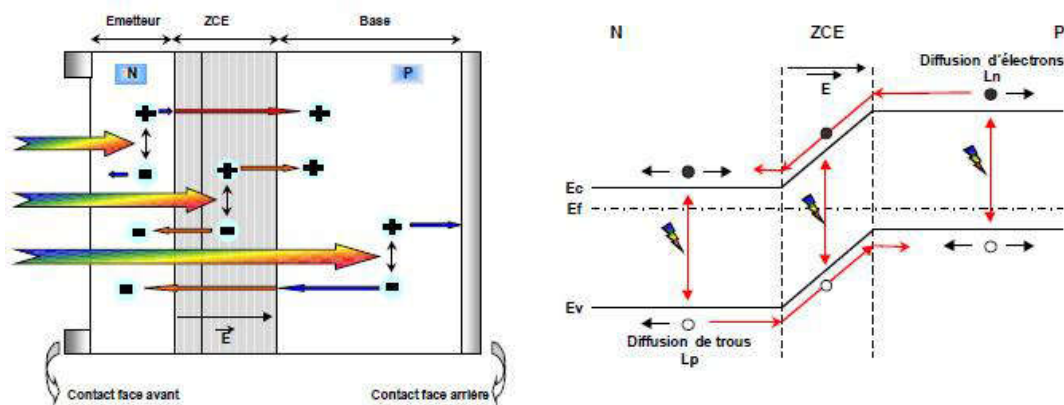 Emetteur
ZCE
Base
N
P
+
+
+
+
+
-
-
-
-
-
E
Contact face avant
Contact face arrière
N
ZCE
P
E
Diffusion d'électrons
Ln
Ec
Ef
Ev
Diffusion de trous
Lp